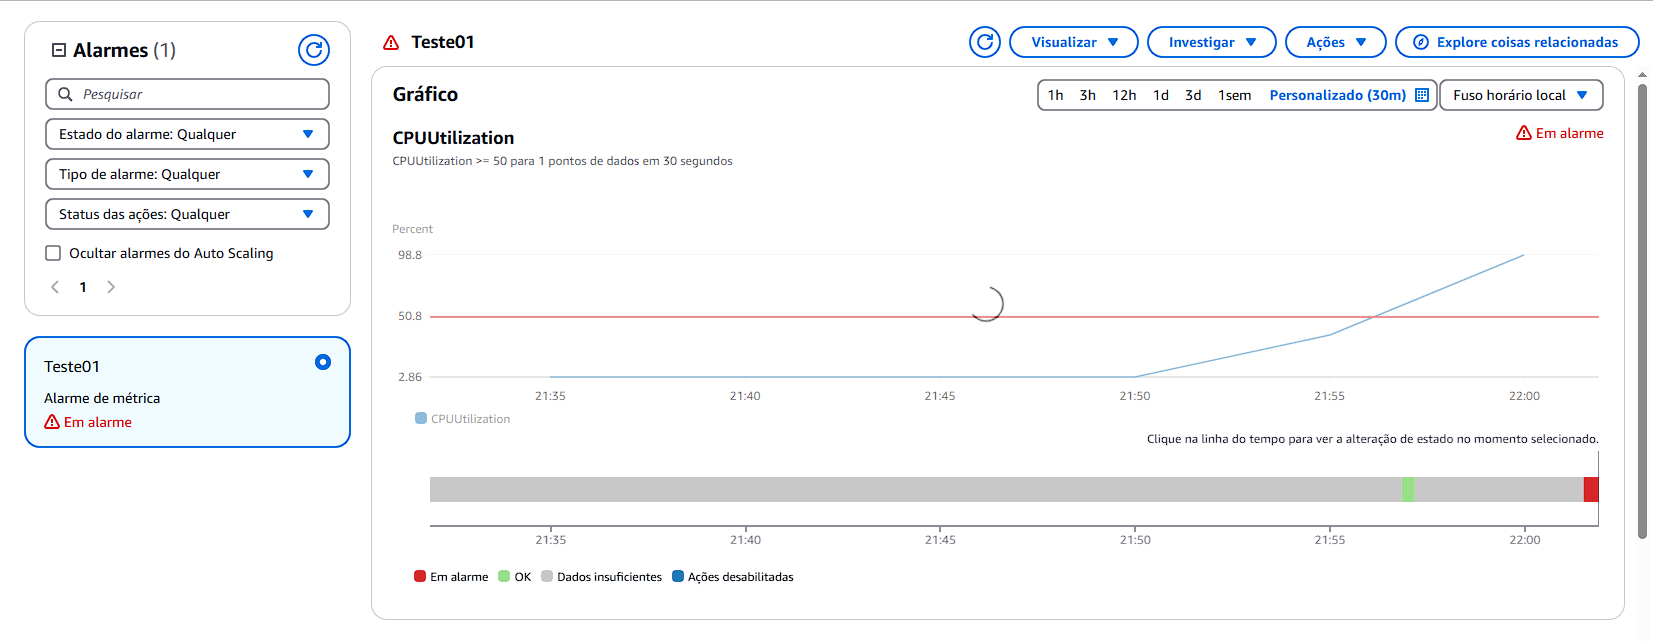 Alarmes (1)
Pesquisar
Estado do alarme: Qualquer
Tipo de alarme: Qualquer
Status das ações: Qualquer
Ocultar alarmes do Auto Scaling
1
Teste01
Alarme de métrica
Em alarme
Teste01
Visualizar
Investigar
Ações
Explore coisas relacionadas
Gráfico
1h 3h 12h 1d 3d 1sem Personalizado (30m)
Fuso horário local
CPUUtilization
Em alarme
CPUUtilization >= 50 para 1 pontos de dados em 30 segundos
Percent
98.8
50.8
2.86
21:35 21:40 21:45 21:50 21:55 22:00
CPUUtilization
Clique na linha do tempo para ver a alteração de estado no momento selecionado.
21:35 21:40 21:45 21:50 21:55 22:00
Em alarme OK Dados insuficientes Ações desabilitadas